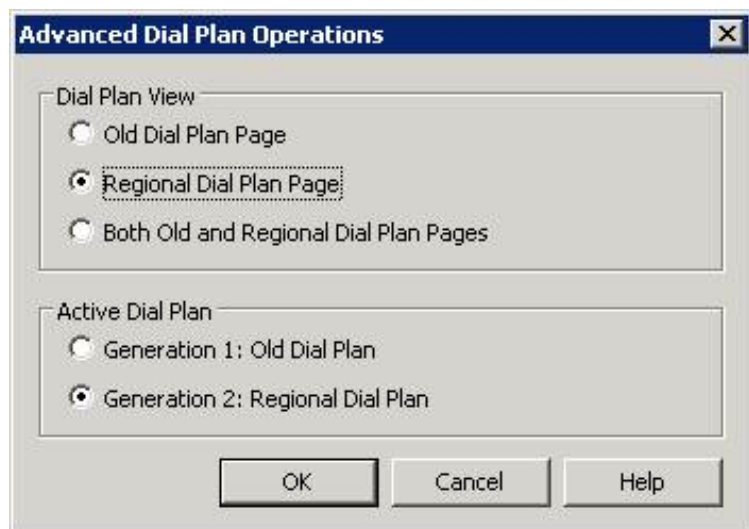 Advanced Dial Plan Operations
Dial Plan View
Old Dial Plan Page
Regional Dial Plan Page
Both Old and Regional Dial Plan Pages
Active Dial Plan
Generation 1: Old Dial Plan
Generation 2: Regional Dial Plan
OK Cancel Help